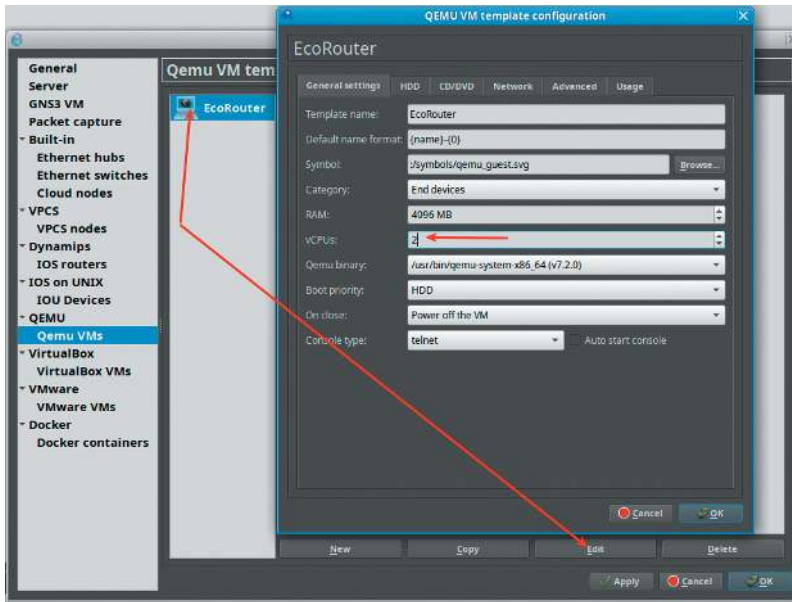 QEMU VM template configuration
EcoRouter
General settings HDD CD/DVD Network Advanced Usage
Template name: EcoRouter
Default name format: {name}-{0}
Symbol: :/symbols/qemu_guest.svg Browse...
Category: End devices
RAM: 4096 MB
vCPUs: 2
Qemu binary: /usr/bin/qemu-system-x86_64 (v7.2.0)
Boot priority: HDD
On close: Power off the VM
Console type: telnet Auto start console
Cancel OK
General
Server
GNS3 VM
Packet capture
Built-in
Ethernet hubs
Ethernet switches
Cloud nodes
VPCS
VPCS nodes
Dynamips
IOS routers
IOS on UNIX
IOU Devices
QEMU
Qemu VMs
VirtualBox
VirtualBox VMs
VMware
VMware VMs
Docker
Docker containers
Qemu VM tem
EcoRouter
New Copy Edit Delete
Apply Cancel OK